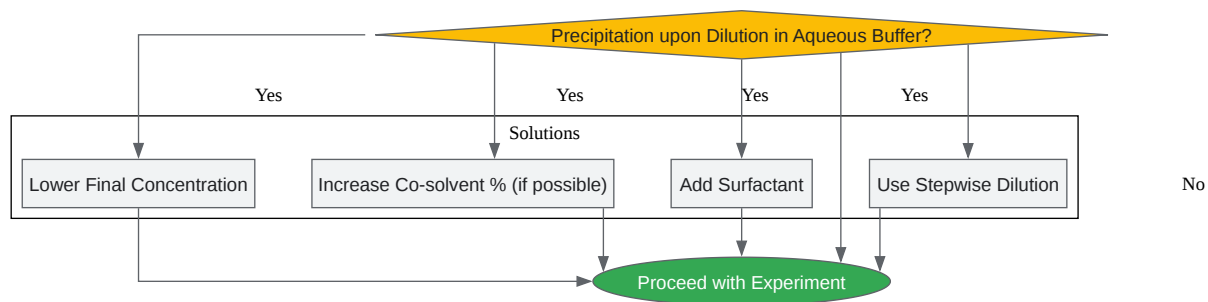 Precipitation upon Dilution in Aqueous Buffer?
Yes
Yes
Yes
Yes
Solutions
Lower Final Concentration
Increase Co-solvent % (if possible)
Add Surfactant
Use Stepwise Dilution
No
Proceed with Experiment